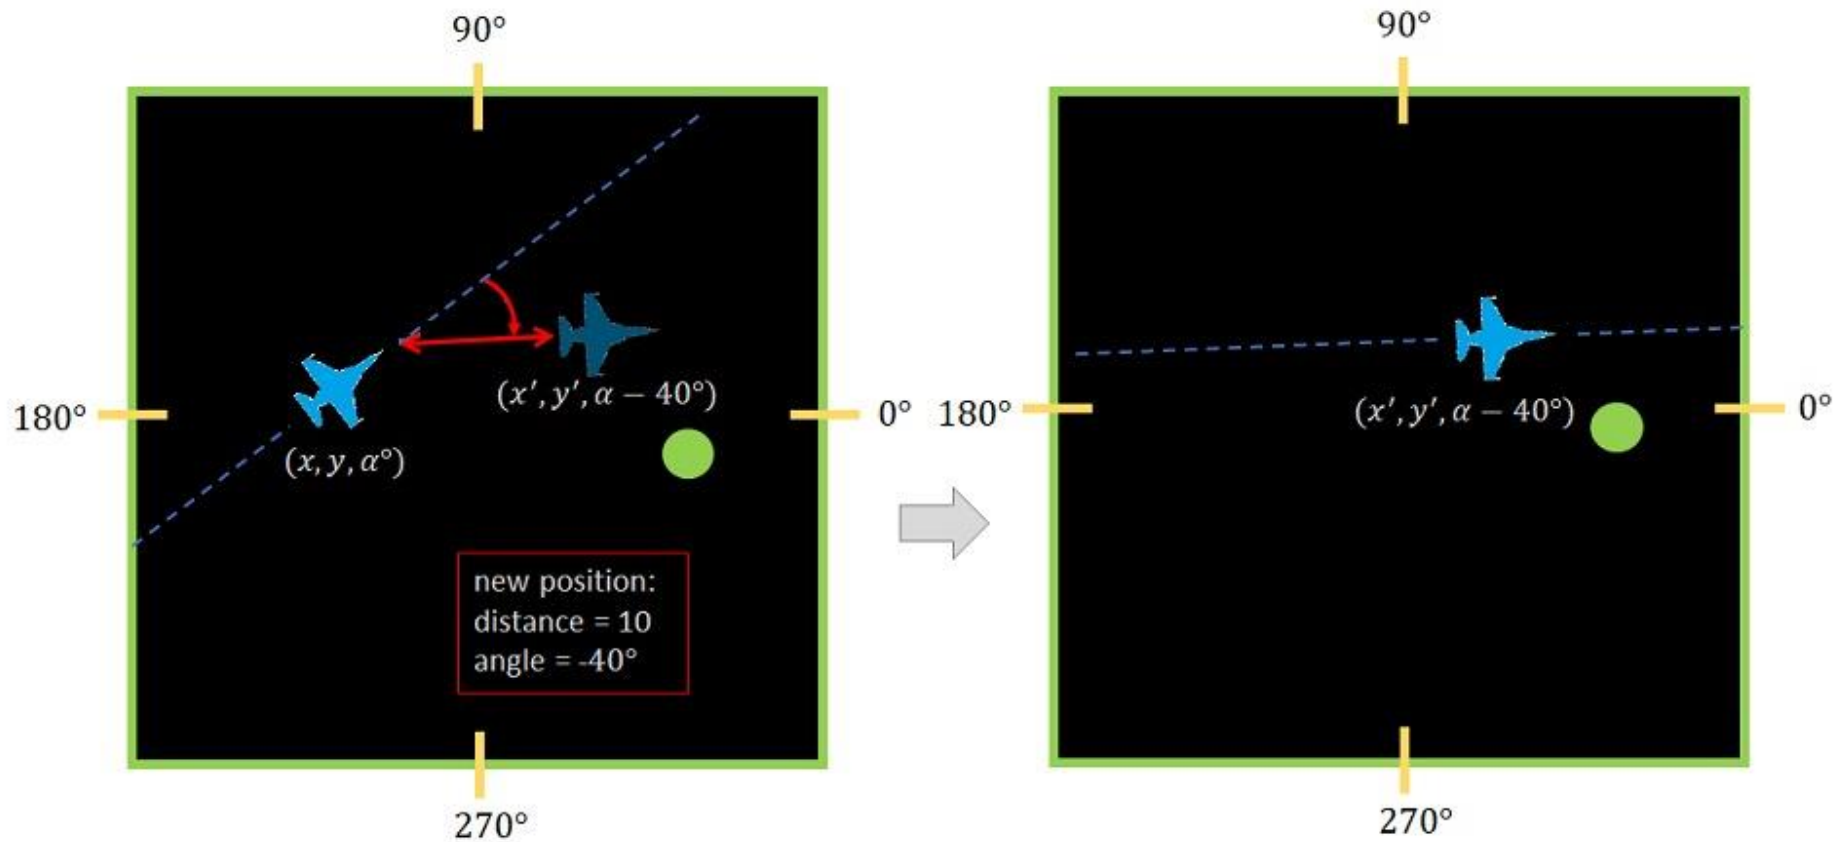 90°
180°
0°
(x, y, α°)
(x′, y′, α − 40°)
new position:
distance = 10
angle = -40°
270°
90°
180°
0°
(x′, y′, α − 40°)
270°